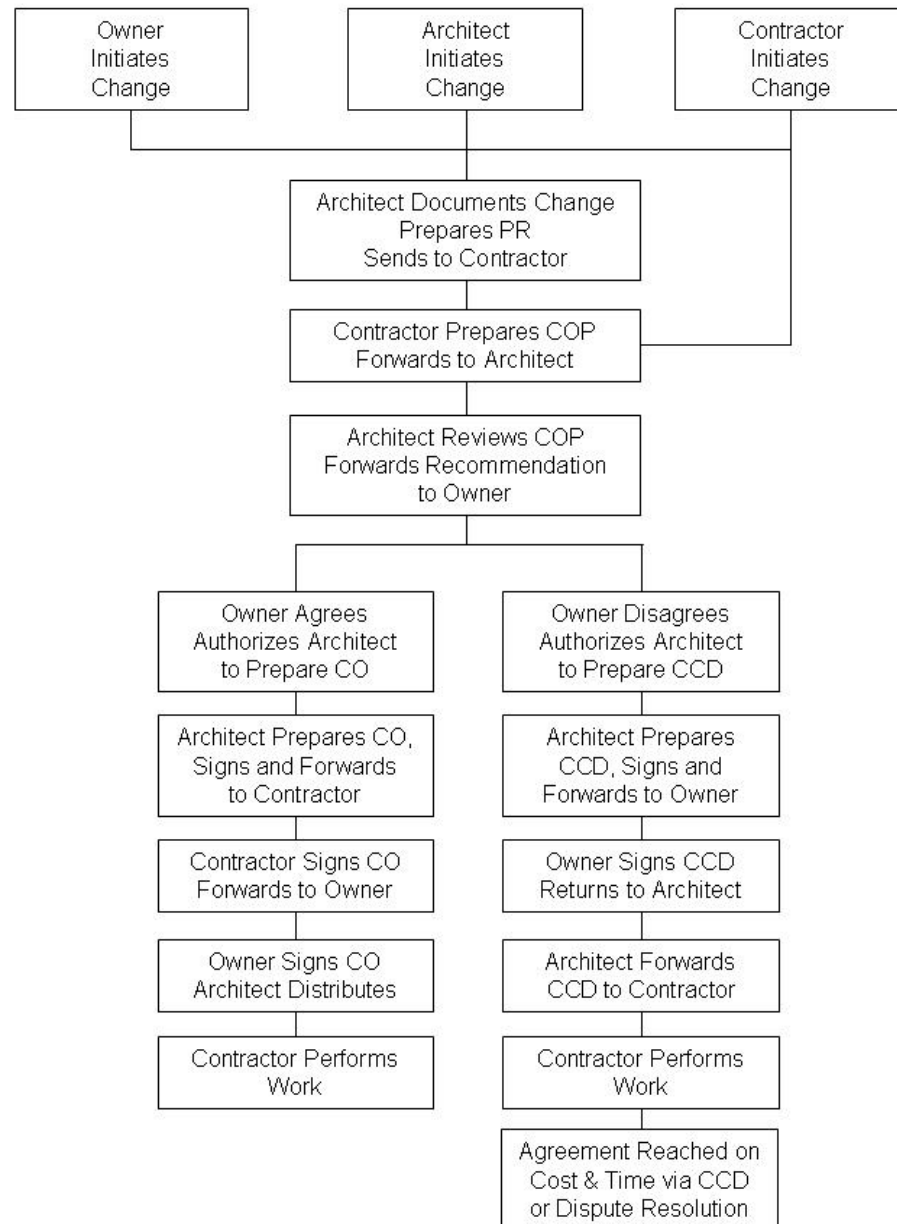 Owner
Initiates
Change
Architect
Initiates
Change
Contractor
Initiates
Change
Architect Documents Change
Prepares PR
Sends to Contractor
Contractor Prepares COP
Forwards to Architect
Architect Reviews COP
Forwards Recommendation
to Owner
Owner Agrees
Authorizes Architect
to Prepare CO
Owner Disagrees
Authorizes Architect
to Prepare CCD
Architect Prepares CO,
Signs and Forwards
to Contractor
Architect Prepares
CCD, Signs and
Forwards to Owner
Contractor Signs CO
Forwards to Owner
Owner Signs CCD
Returns to Architect
Owner Signs CO
Architect Distributes
Architect Forwards
CCD to Contractor
Contractor Performs
Work
Contractor Performs
Work
Agreement Reached on
Cost & Time via CCD
or Dispute Resolution